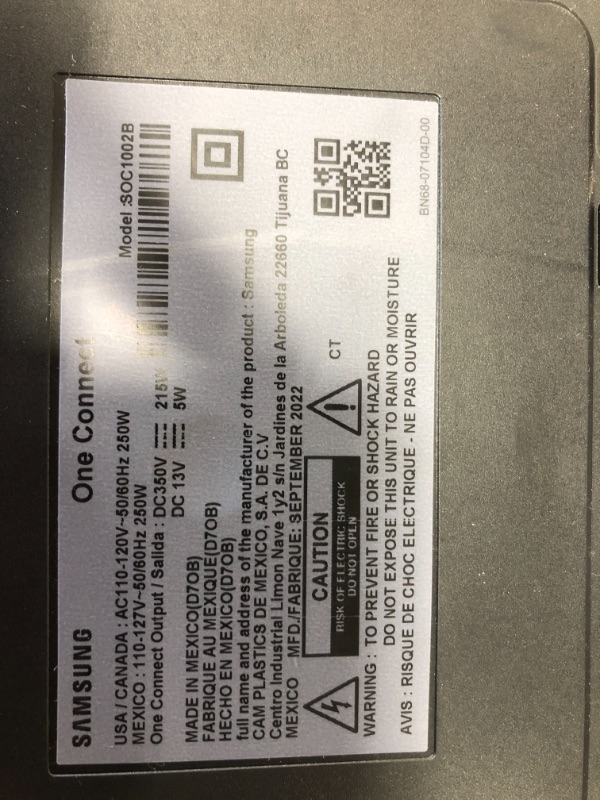 SAMSUNG One Connect Model :SOC1002B
USA / CANADA : AC110-120V~50/60Hz 250W
MEXICO : 110-127V~50/60Hz 250W
One Connect Output / Salida : DC350V 215W
DC 13V 5W
MADE IN MEXICO(D7OB)
FABRIQUE AU MEXIQUE(D7OB)
HECHO EN MEXICO(D7OB)
full name and address of the manufacturer of the product : Samsung
CAM PLASTICS DE MEXICO, S.A. DE C.V
Centro Industrial Limon Nave 1y2 s/n Jardines de la Arboleda 22660 Tijuana BC
MEXICO MFD./FABRIQUE: SEPTEMBER 2022
CAUTION
RISK OF ELECTRIC SHOCK
DO NOT OPEN
CT
WARNING : TO PREVENT FIRE OR SHOCK HAZARD
DO NOT EXPOSE THIS UNIT TO RAIN OR MOISTURE
AVIS : RISQUE DE CHOC ELECTRIQUE - NE PAS OUVRIR
BN68-07104D-00